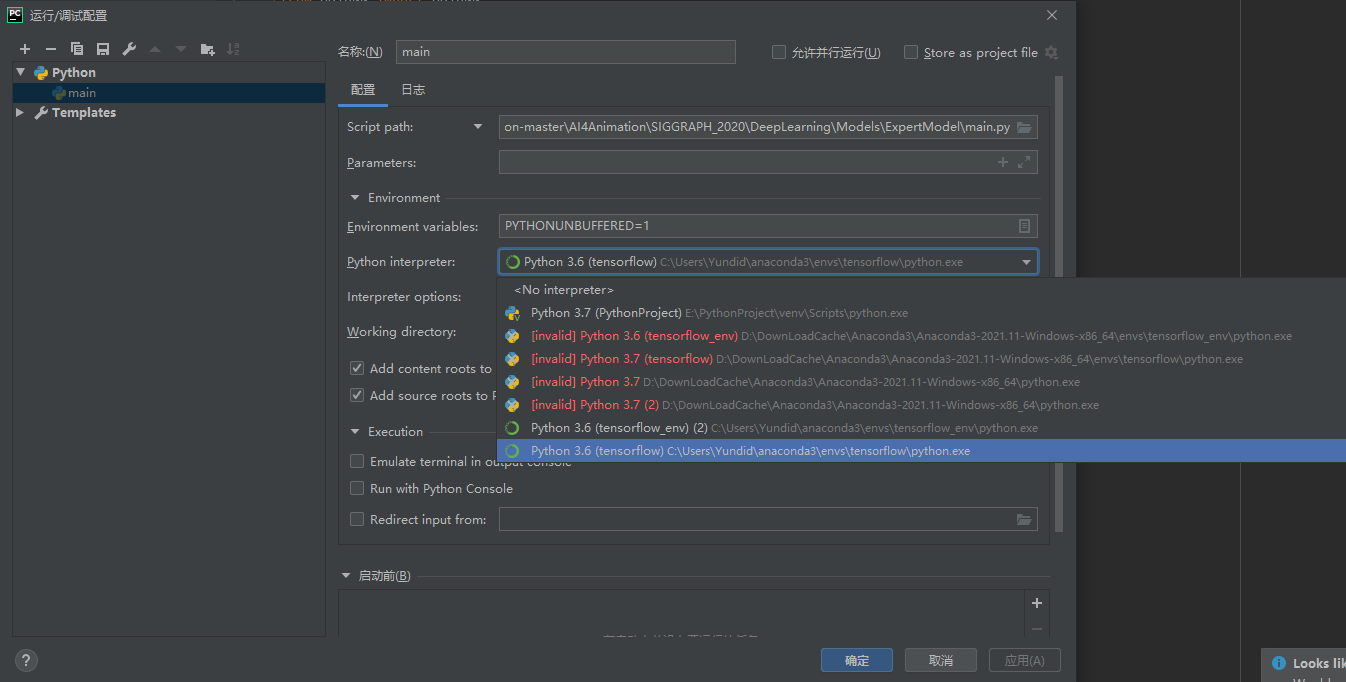 PC 运行/调试配置
Python
main
Templates
名称:(N) main 允许并行运行(U) Store as project file
配置 日志
Script path: on-master\AI4Animation\SIGGRAPH_2020\DeepLearning\Models\ExpertModel\main.py
Parameters:
Environment
Environment variables: PYTHONUNBUFFERED=1
Python interpreter: Python 3.6 (tensorflow) C:\Users\Yundid\anaconda3\envs\tensorflow\python.exe
<No interpreter>
Interpreter options:
Python 3.7 (PythonProject) E:\PythonProject\venv\Scripts\python.exe
Working directory:
[invalid] Python 3.6 (tensorflow_env) D:\DownLoadCache\Anaconda3\Anaconda3-2021.11-Windows-x86_64\envs\tensorflow_env\python.exe
[invalid] Python 3.7 (tensorflow) D:\DownLoadCache\Anaconda3\Anaconda3-2021.11-Windows-x86_64\envs\tensorflow\python.exe
Add content roots to
[invalid] Python 3.7 D:\DownLoadCache\Anaconda3\Anaconda3-2021.11-Windows-x86_64\python.exe
Add source roots to P
[invalid] Python 3.7 (2) D:\DownLoadCache\Anaconda3\Anaconda3-2021.11-Windows-x86_64\python.exe
Execution
Python 3.6 (tensorflow_env) (2) C:\Users\Yundid\anaconda3\envs\tensorflow_env\python.exe
Python 3.6 (tensorflow) C:\Users\Yundid\anaconda3\envs\tensorflow\python.exe
Emulate terminal in output console
Run with Python Console
Redirect input from:
启动前(B)
? 确定 取消 应用(A)
Looks lik